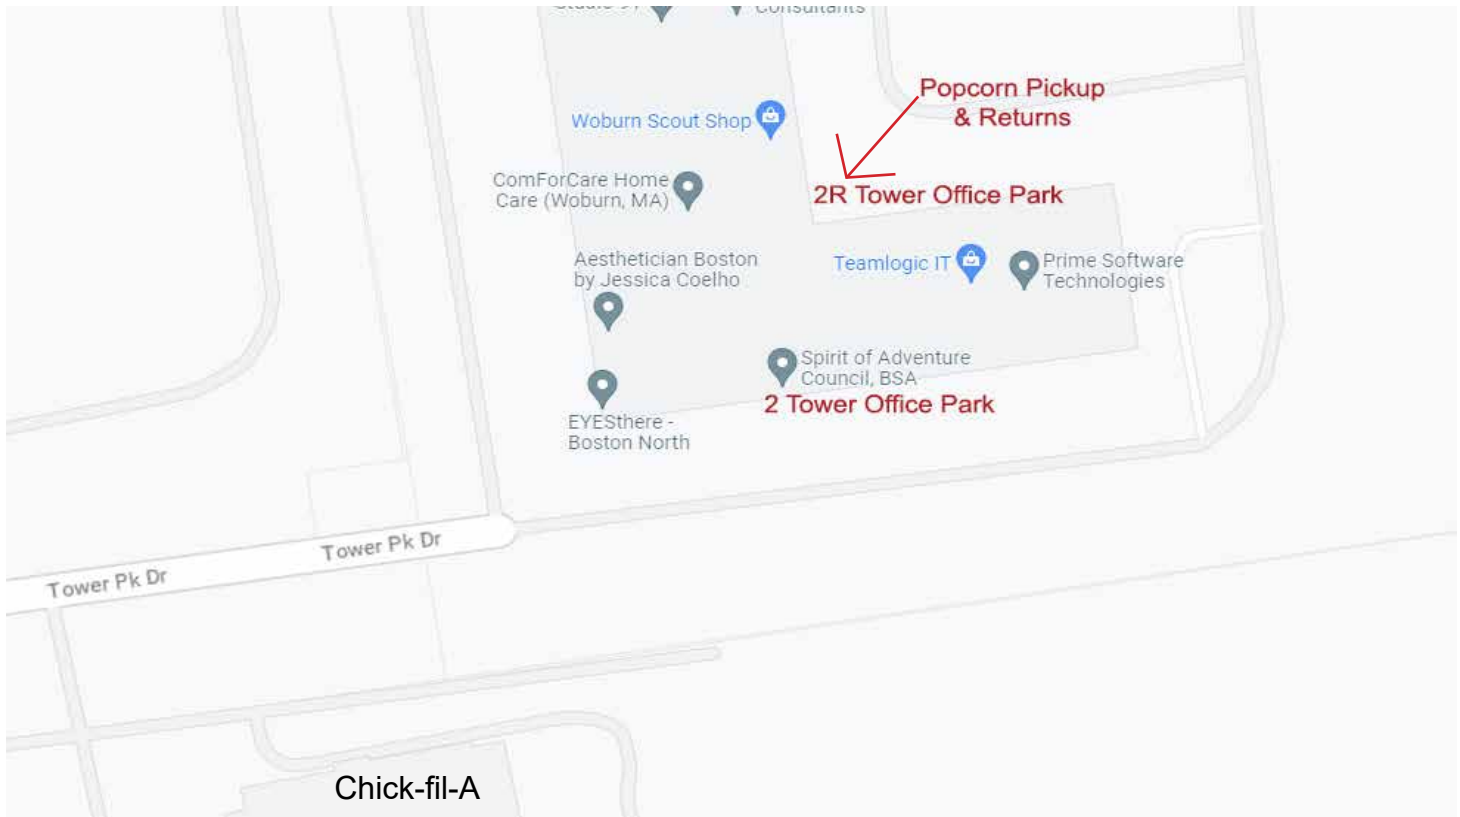 Consultants
Popcorn Pickup
& Returns
Woburn Scout Shop
ComForCare Home
Care (Woburn, MA)
2R Tower Office Park
Aesthetician Boston
by Jessica Coelho
Teamlogic IT
Prime Software
Technologies
Spirit of Adventure
Council, BSA
2 Tower Office Park
EYESthere -
Boston North
Tower Pk Dr
Tower Pk Dr
Chick-fil-A